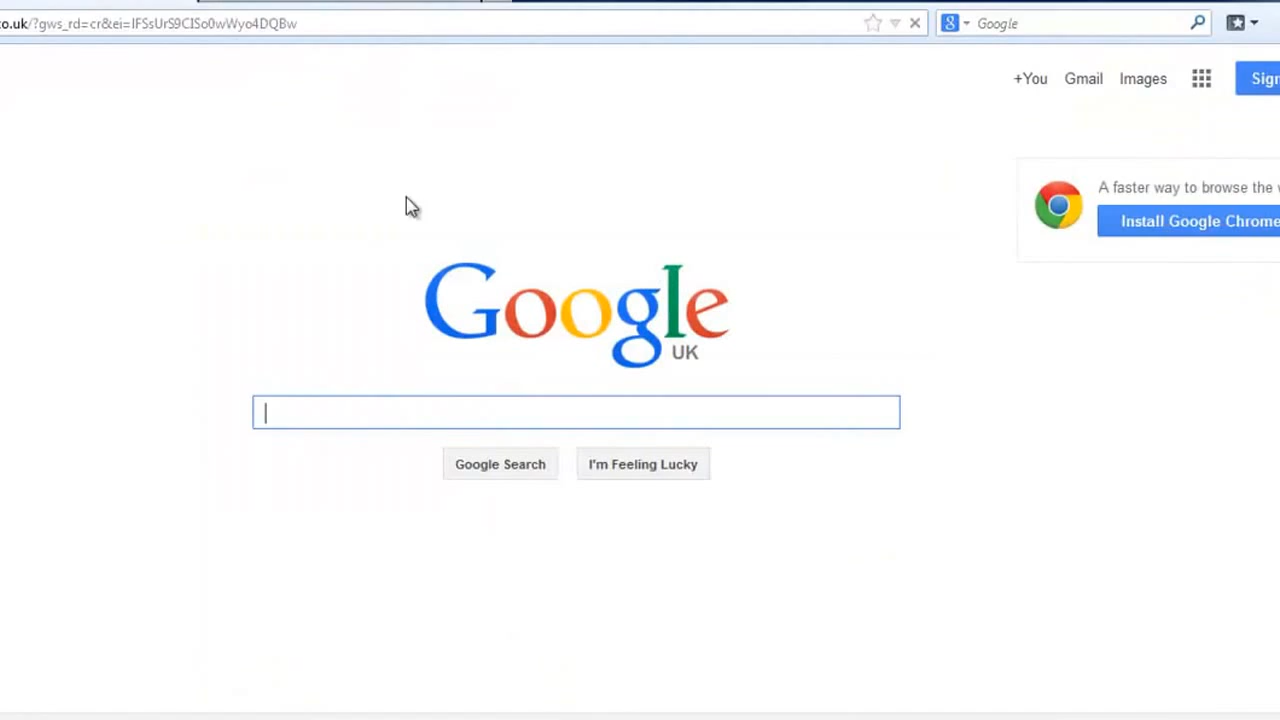 co.uk/?gws_rd=cr&ei=IFSsUrS9CISo0wWyo4DQBw
Google
+You Gmail Images
Sign
A faster way to browse the
Install Google Chrome
Google
UK
Google Search I'm Feeling Lucky